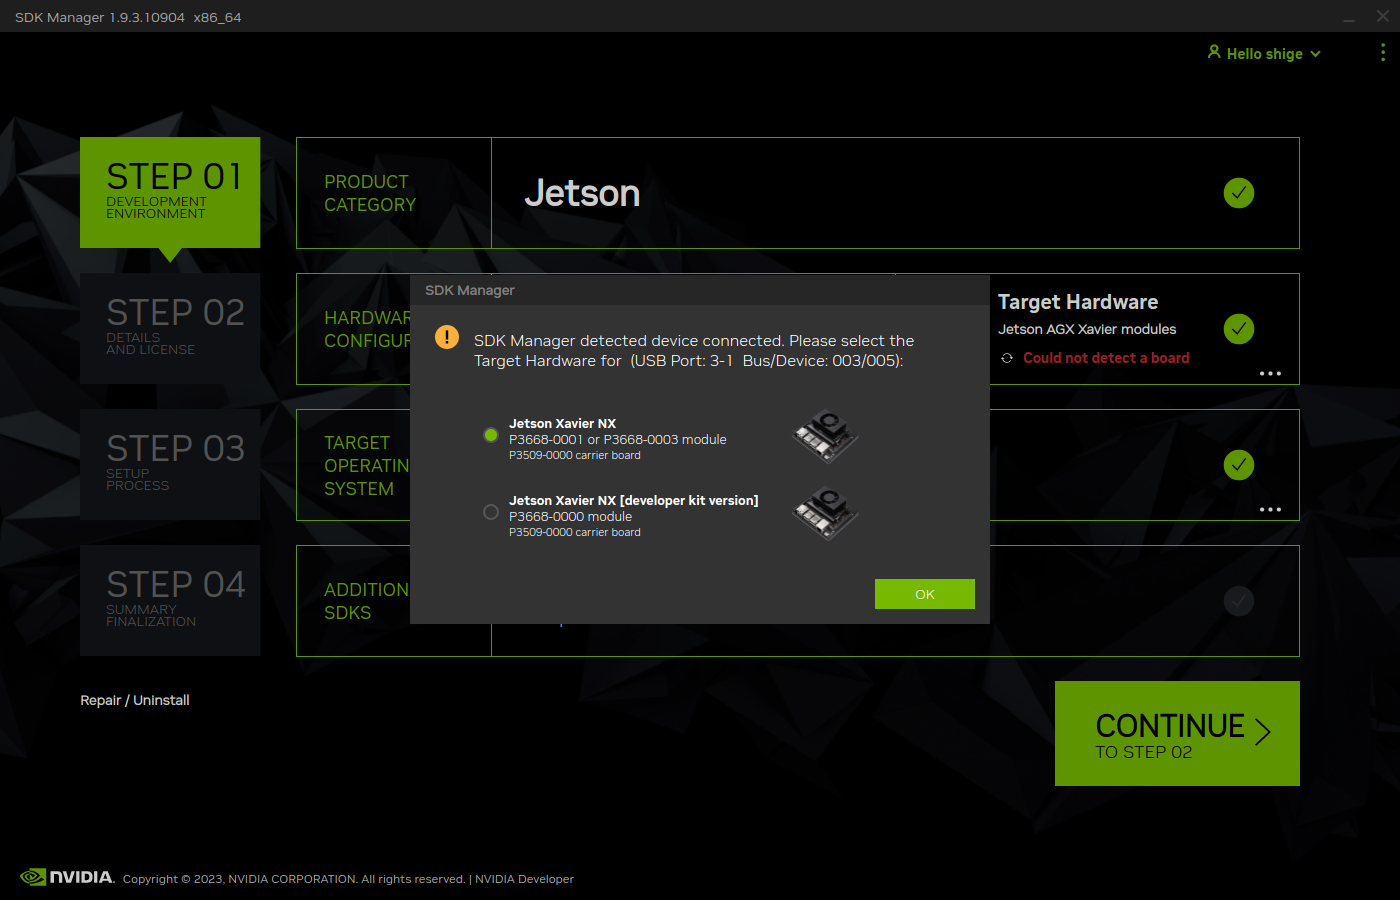 SDK Manager 1.9.3.10904 x86_64
Hello shige
STEP 01
DEVELOPMENT
ENVIRONMENT
PRODUCT
CATEGORY
Jetson
STEP 02
DETAILS
AND LICENSE
HARDWAR
CONFIGUR
Target Hardware
Jetson AGX Xavier modules
Could not detect a board
SDK Manager
SDK Manager detected device connected. Please select the
Target Hardware for (USB Port: 3-1 Bus/Device: 003/005):
Jetson Xavier NX
P3668-0001 or P3668-0003 module
P3509-0000 carrier board
Jetson Xavier NX [developer kit version]
P3668-0000 module
P3509-0000 carrier board
OK
STEP 03
SETUP
PROCESS
TARGET
OPERATIN
SYSTEM
STEP 04
SUMMARY
FINALIZATION
ADDITION
SDKS
Repair / Uninstall
CONTINUE
TO STEP 02
NVIDIA.
Copyright © 2023, NVIDIA CORPORATION. All rights reserved. | NVIDIA Developer